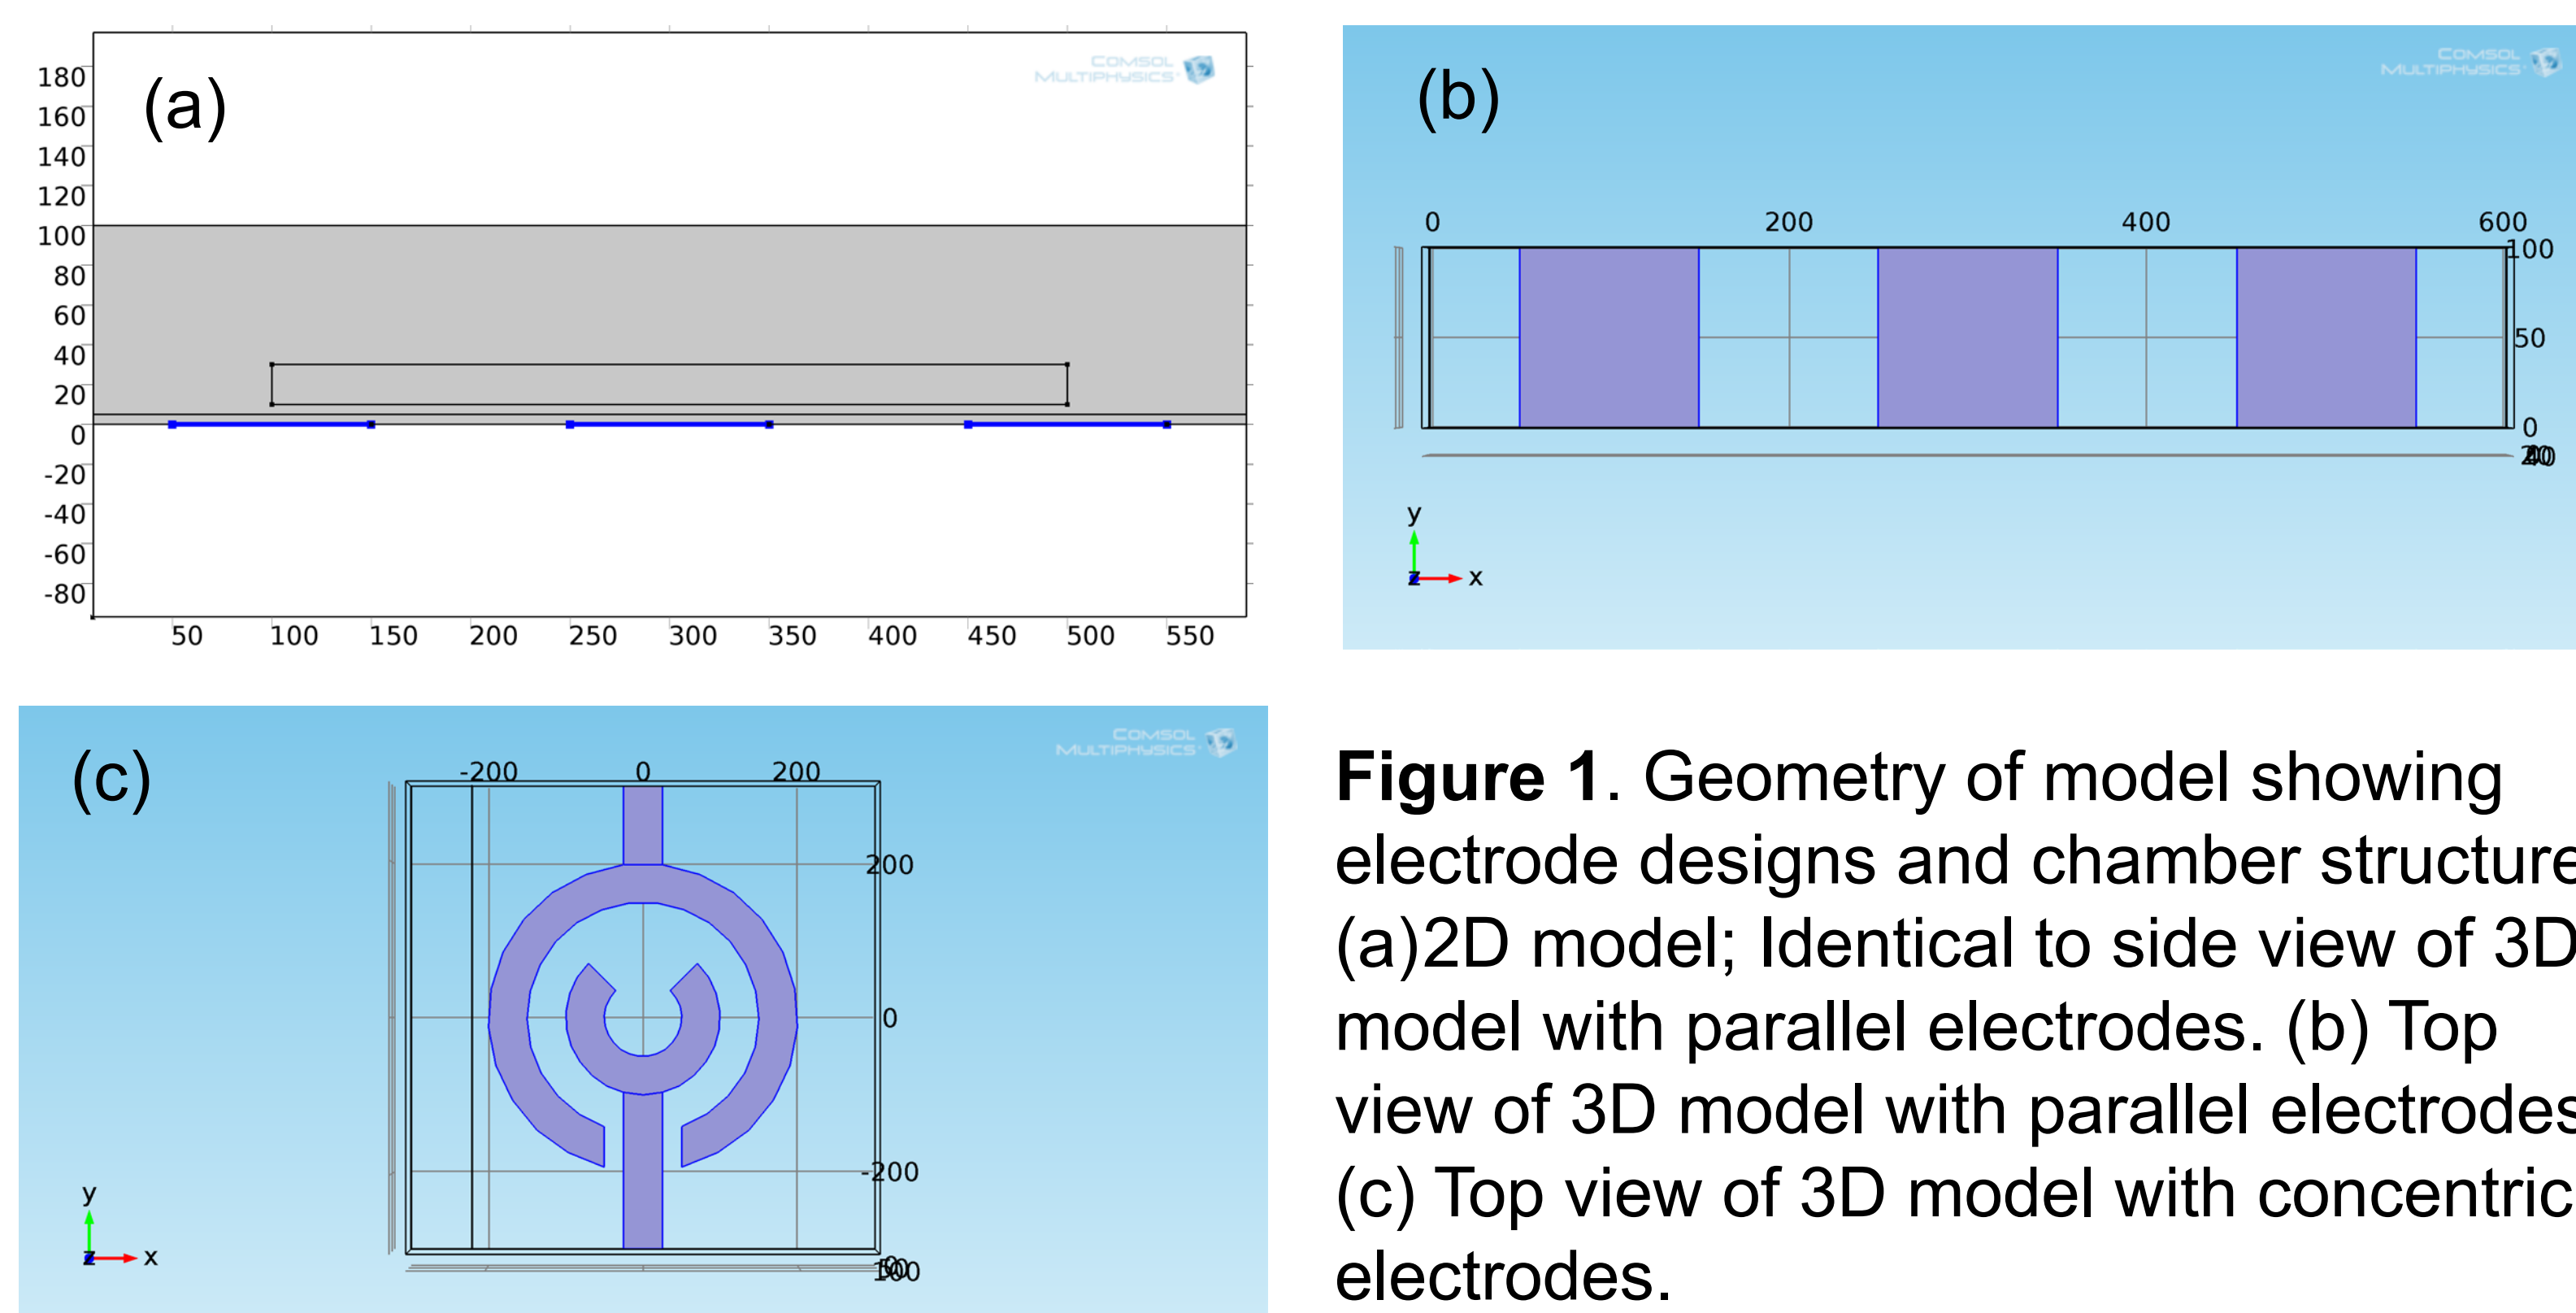 (a)
COMSOL
MULTIPHYSICS
180
160
140
120
100
80
60
40
20
0
-20
-40
-60
-80
50 100 150 200 250 300 350 400 450 500 550
(b)
COMSOL
MULTIPHYSICS
0 200 400 600
100
50
0
y
z x
(c)
COMSOL
MULTIPHYSICS
-200 0 200
200
0
-200
y
z x
Figure 1. Geometry of model showing
electrode designs and chamber structure
(a)2D model; Identical to side view of 3D
model with parallel electrodes. (b) Top
view of 3D model with parallel electrodes
(c) Top view of 3D model with concentric
electrodes.